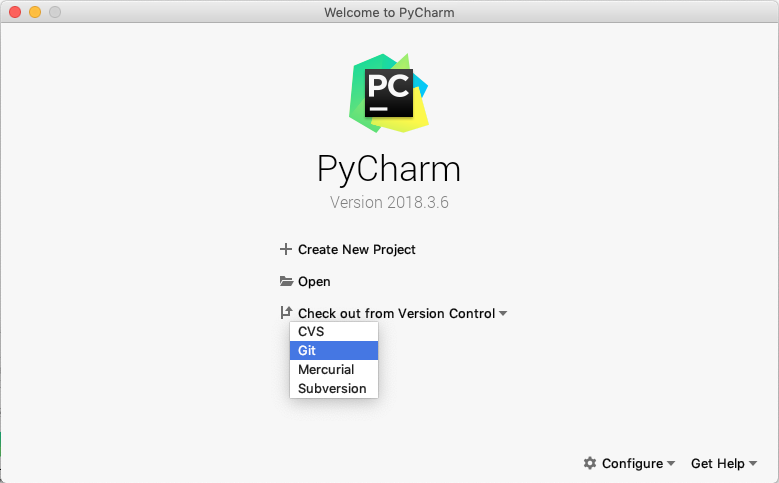 Welcome to PyCharm
PC
PyCharm
Version 2018.3.6
Create New Project
Open
Check out from Version Control
CVS
Git
Mercurial
Subversion
Configure
Get Help